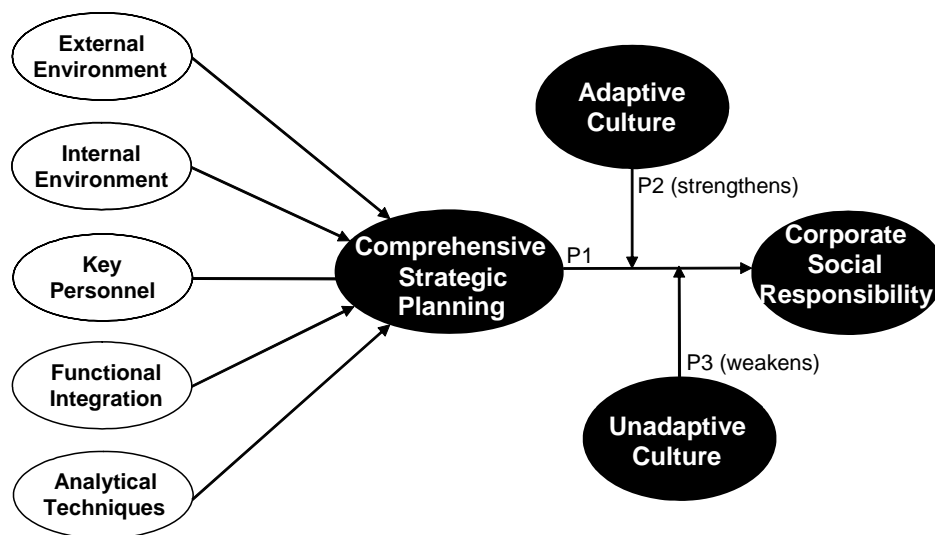 External
Environment
Internal
Environment
Key
Personnel
Functional
Integration
Analytical
Techniques
Comprehensive
Strategic
Planning
P1
Adaptive
Culture
P2 (strengthens)
Corporate
Social
Responsibility
P3 (weakens)
Unadaptive
Culture